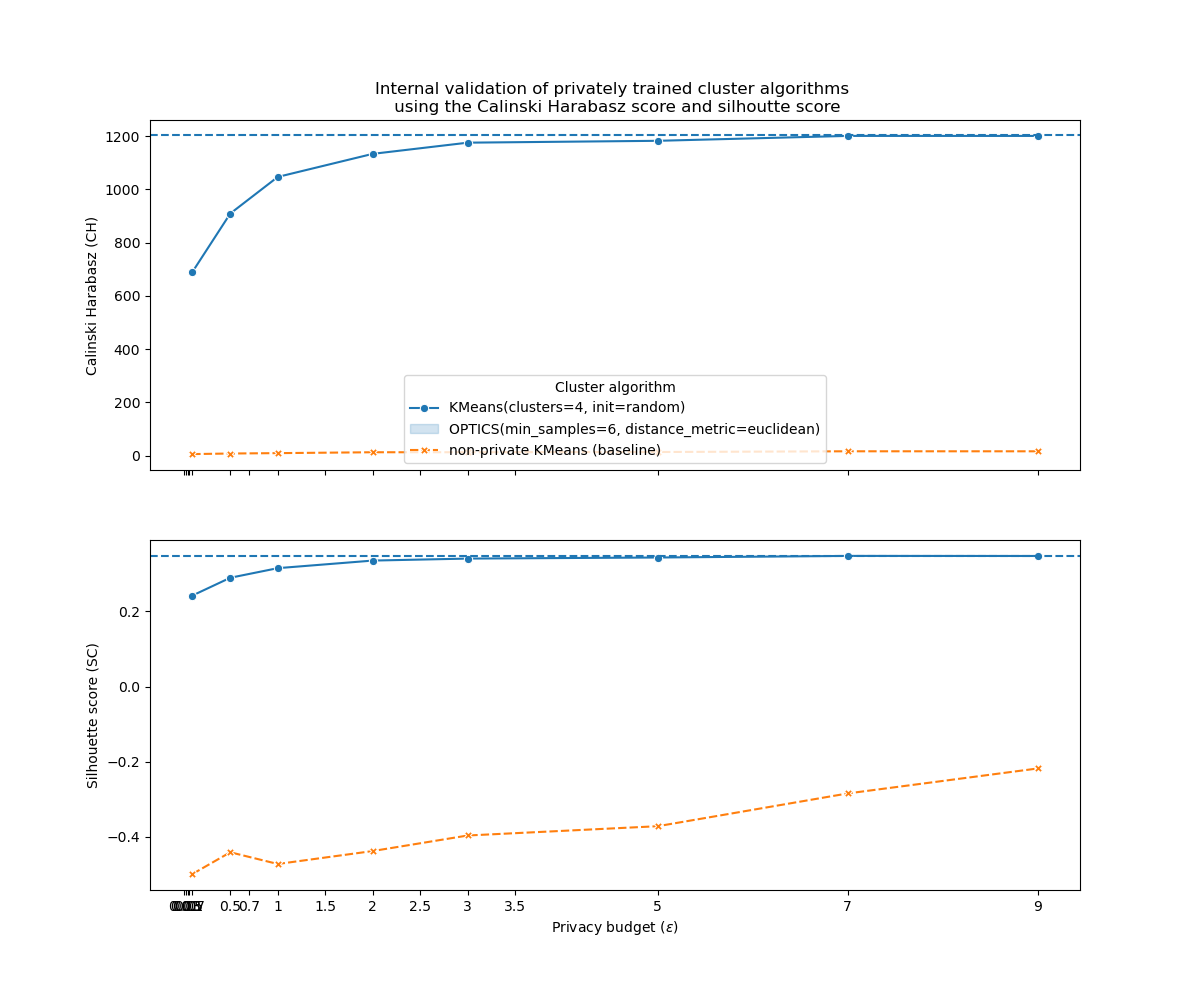 Internal validation of privately trained cluster algorithms
using the Calinski Harabasz score and silhoutte score
Calinski Harabasz (CH)
1200
1000
800
600
400
200
0
Cluster algorithm
KMeans(clusters=4, init=random)
OPTICS(min_samples=6, distance_metric=euclidean)
non-private KMeans (baseline)
Silhouette score (SC)
0.2
0.0
−0.2
−0.4
0.5 0.7 1 1.5 2 2.5 3 3.5 5 7 9
Privacy budget (ε)